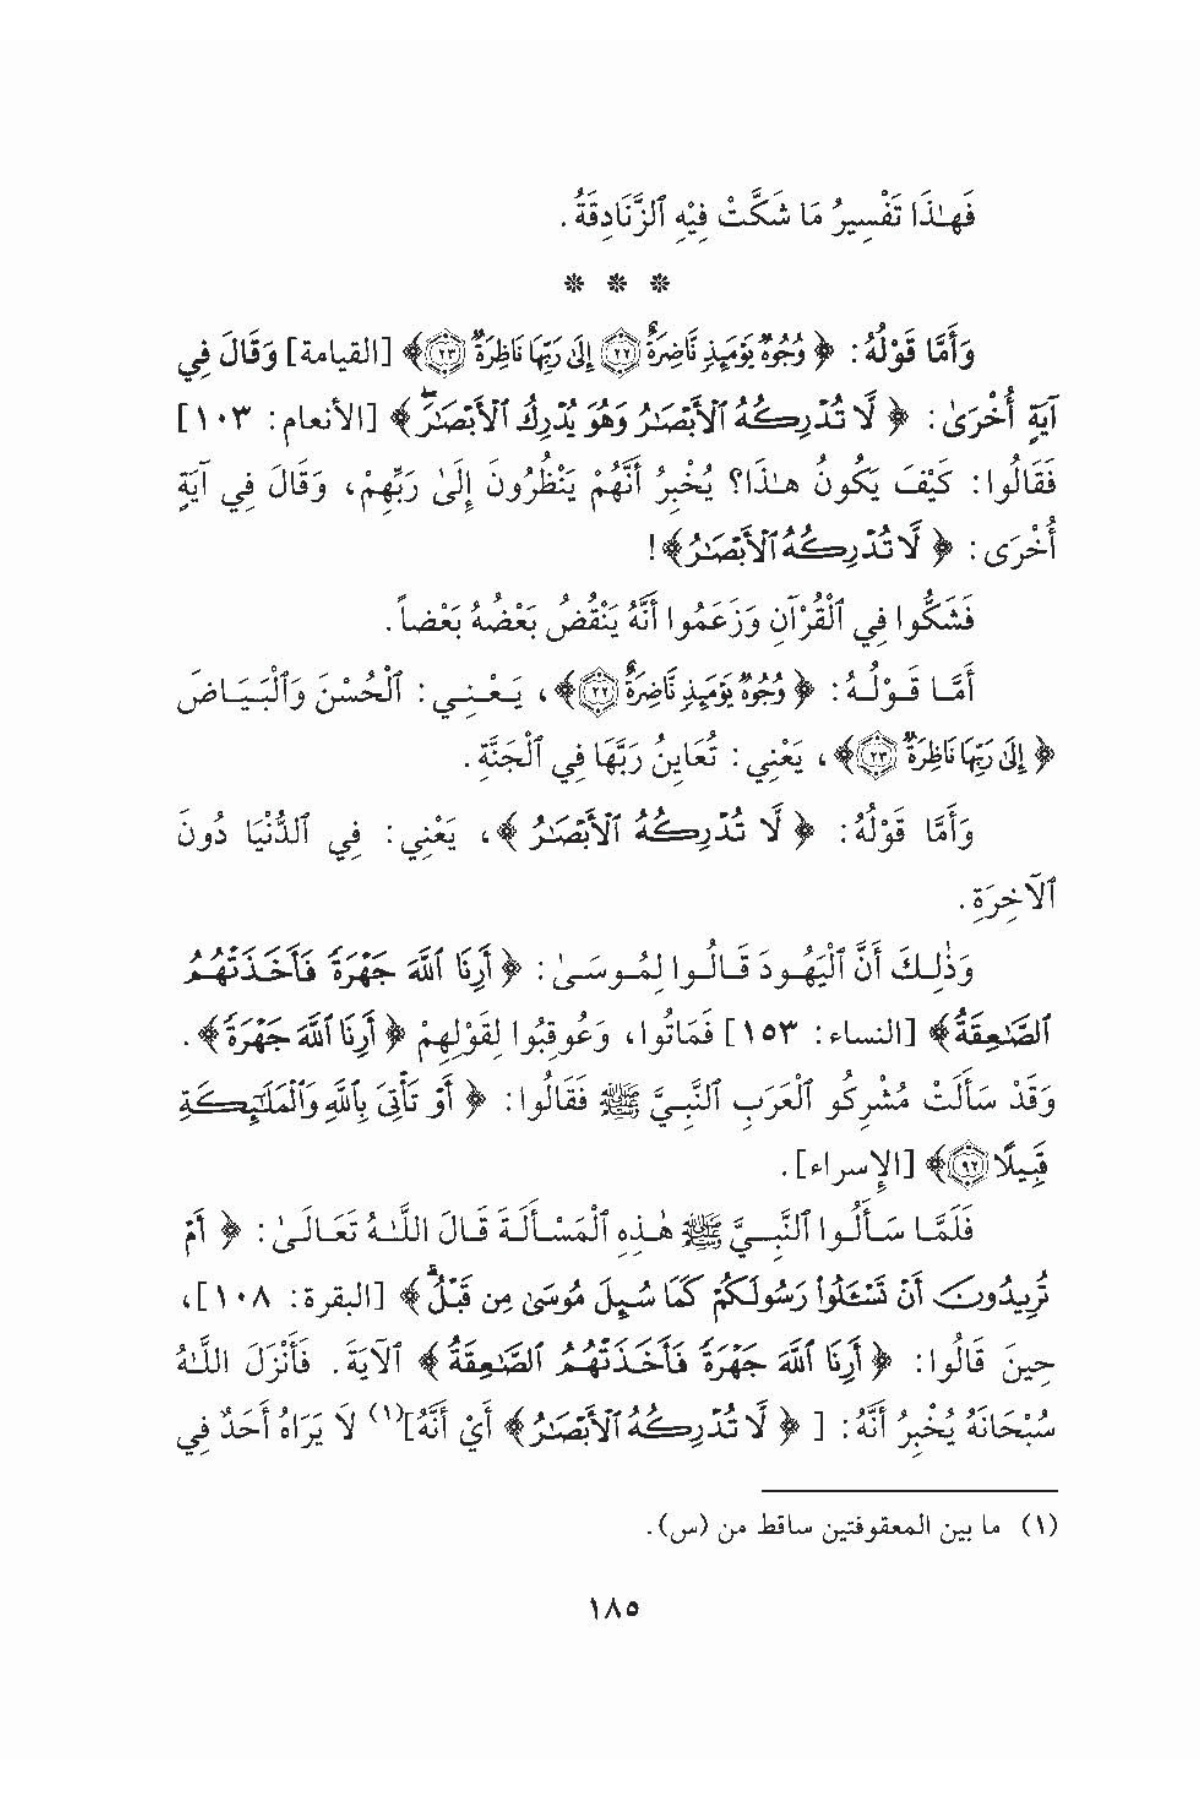 فَهٰذَا تَفْسِيرُ مَا شَكَّتْ فِيْهِ ٱلزَّنَادِقَةُ.
* * *
وَأَمَّا قَوْلُهُ: ﴿ وُجُوهٌ يَوْمَئِذٍ نَّاضِرَةٌ ﴿٢٢﴾ إِلَىٰ رَبِّهَا نَاظِرَةٌ ﴿٢٣﴾ ﴾ [القيامة] وَقَالَ فِي
آيَةٍ أُخْرَىٰ: ﴿ لَّا تُدْرِكُهُ ٱلْأَبْصَٰرُ وَهُوَ يُدْرِكُ ٱلْأَبْصَٰرَۖ ﴾ [الأنعام: ١٠٣]
فَقَالُوا: كَيْفَ يَكُونُ هٰذَا؟ يُخْبِرُ أَنَّهُمْ يَنْظُرُونَ إِلَىٰ رَبِّهِمْ، وَقَالَ فِي آيَةٍ
أُخْرَى: ﴿ لَّا تُدْرِكُهُ ٱلْأَبْصَٰرُ ﴾!
فَشَكُّوا فِي ٱلْقُرْآنِ وَزَعَمُوا أَنَّهُ يَنْقُضُ بَعْضُهُ بَعْضاً.
أَمَّا قَوْلُهُ: ﴿ وُجُوهٌ يَوْمَئِذٍ نَّاضِرَةٌ ﴿٢٢﴾ ﴾، يَعْنِي: ٱلْحُسْنَ وَٱلْبَيَاضَ
﴿ إِلَىٰ رَبِّهَا نَاظِرَةٌ ﴿٢٣﴾ ﴾، يَعْنِي: تُعَاينُ رَبَّهَا فِي ٱلْجَنَّةِ.
وَأَمَّا قَوْلُهُ: ﴿ لَّا تُدْرِكُهُ ٱلْأَبْصَٰرُ ﴾، يَعْنِي: فِي ٱلدُّنْيَا دُونَ
ٱلآخِرَةِ.
وَذٰلِكَ أَنَّ ٱلْيَهُودَ قَالُوا لِمُوسَىٰ: ﴿ أَرِنَا ٱللَّهَ جَهْرَةً فَأَخَذَتْهُمُ
ٱلصَّٰعِقَةُ ﴾ [النساء: ١٥٣] فَمَاتُوا، وَعُوقِبُوا لِقَوْلِهِمْ ﴿ أَرِنَا ٱللَّهَ جَهْرَةً ﴾.
وَقَدْ سَأَلَتْ مُشْرِكُو ٱلْعَرَبِ ٱلنَّبِيَّ ﷺ فَقَالُوا: ﴿ أَوْ تَأْتِىَ بِٱللَّهِ وَٱلْمَلَٰٓئِكَةِ
قَبِيلًا ﴿٩٢﴾ ﴾ [الإسراء].
فَلَمَّا سَأَلُوا ٱلنَّبِيَّ ﷺ هٰذِهِ ٱلْمَسْأَلَةَ قَالَ اللَّهُ تَعَالَىٰ: ﴿ أَمْ
تُرِيدُونَ أَن تَسْـَٔلُوا۟ رَسُولَكُمْ كَمَا سُئِلَ مُوسَىٰ مِن قَبْلُۗ ﴾ [البقرة: ١٠٨]،
حِينَ قَالُوا: ﴿ أَرِنَا ٱللَّهَ جَهْرَةً فَأَخَذَتْهُمُ ٱلصَّٰعِقَةُ ﴾ ٱلآيَةَ. فَأَنْزَلَ اللَّهُ
سُبْحَانَهُ يُخْبِرُ أَنَّهُ: [ ﴿ لَّا تُدْرِكُهُ ٱلْأَبْصَٰرُ ﴾ أَيْ أَنَّهُ](١) لَا يَرَاهُ أَحَدٌ فِي
(١) ما بين المعقوفتين ساقط من (س).
١٨٥